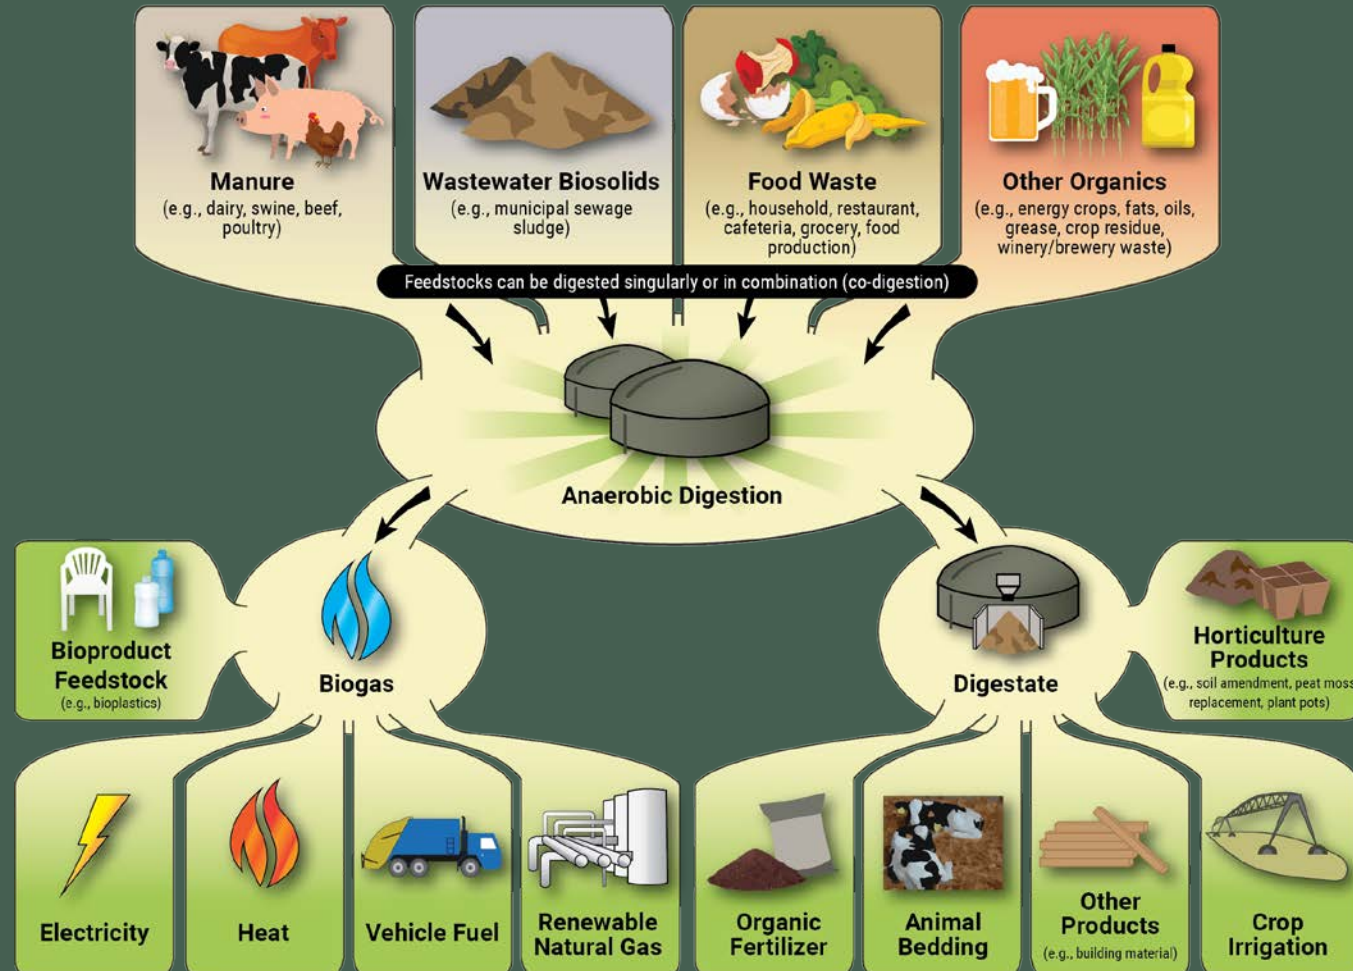 Manure
(e.g., dairy, swine, beef,
poultry)
Wastewater Biosolids
(e.g., municipal sewage
sludge)
Food Waste
(e.g., household, restaurant,
cafeteria, grocery, food
production)
Other Organics
(e.g., energy crops, fats, oils,
grease, crop residue,
winery/brewery waste)
Feedstocks can be digested singularly or in combination (co-digestion)
Anaerobic Digestion
Bioproduct
Feedstock
(e.g., bioplastics)
Biogas
Digestate
Horticulture
Products
(e.g., soil amendment, peat moss
replacement, plant pots)
Electricity
Heat
Vehicle Fuel
Renewable
Natural Gas
Organic
Fertilizer
Animal
Bedding
Other
Products
(e.g., building material)
Crop
Irrigation